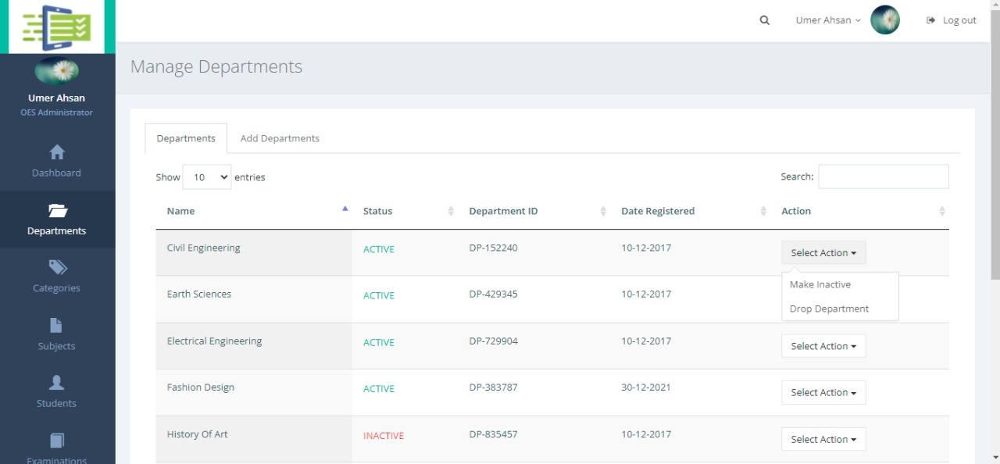 Umer Ahsan
Log out
Umer Ahsan
OES Administrator
Dashboard
Departments
Categories
Subjects
Students
Examinations
Manage Departments
Departments
Add Departments
Show 10 entries
Search:
Name Status Department ID Date Registered Action
Civil Engineering ACTIVE DP-152240 10-12-2017 Select Action
Make Inactive
Drop Department
Earth Sciences ACTIVE DP-429345 10-12-2017
Electrical Engineering ACTIVE DP-729904 10-12-2017 Select Action
Fashion Design ACTIVE DP-383787 30-12-2021 Select Action
History Of Art INACTIVE DP-835457 10-12-2017 Select Action